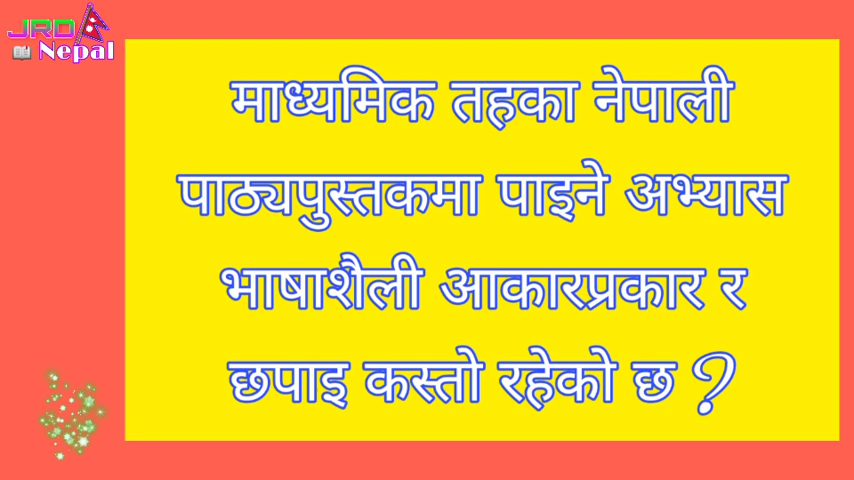 JRD
Nepal
माध्यमिक तहका नेपाली
पाठ्यपुस्तकमा पाइने अभ्यास
भाषाशैली आकारप्रकार र
छपाइ कस्तो रहेको छ ?